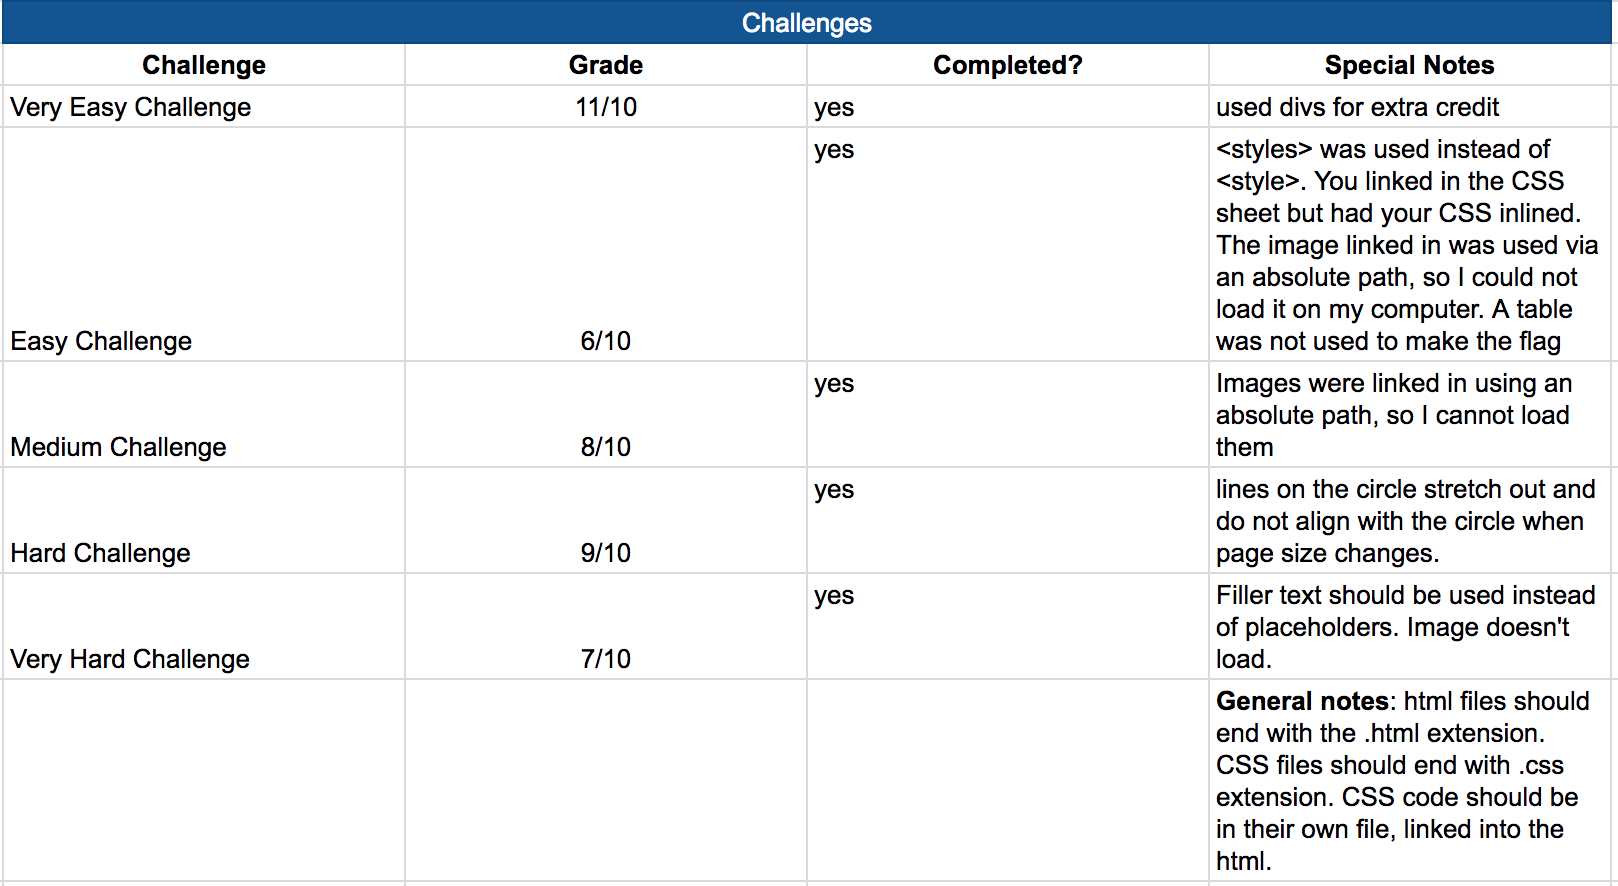 Challenges
Challenge Grade Completed? Special Notes
Very Easy Challenge 11/10 yes used divs for extra credit
yes <styles> was used instead of
<style>. You linked in the CSS
sheet but had your CSS inlined.
The image linked in was used via
an absolute path, so I could not
load it on my computer. A table
Easy Challenge 6/10 was not used to make the flag
yes Images were linked in using an
absolute path, so I cannot load
Medium Challenge 8/10 them
yes lines on the circle stretch out and
do not align with the circle when
Hard Challenge 9/10 page size changes.
yes Filler text should be used instead
of placeholders. Image doesn't
Very Hard Challenge 7/10 load.
General notes: html files should
end with the .html extension.
CSS files should end with .css
extension. CSS code should be
in their own file, linked into the
html.